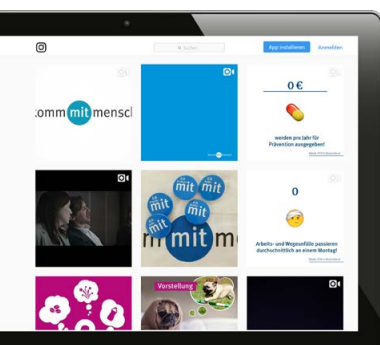 Suchen
App installieren
Anmelden
komm mit mensch
0 €
werden pro Jahr für
Prävention ausgegeben!
mit
mit
mit
mit
mit
m mit m
0
Arbeits- und Wegeunfälle passieren
durchschnittlich an einem Montag!
Vorstellung